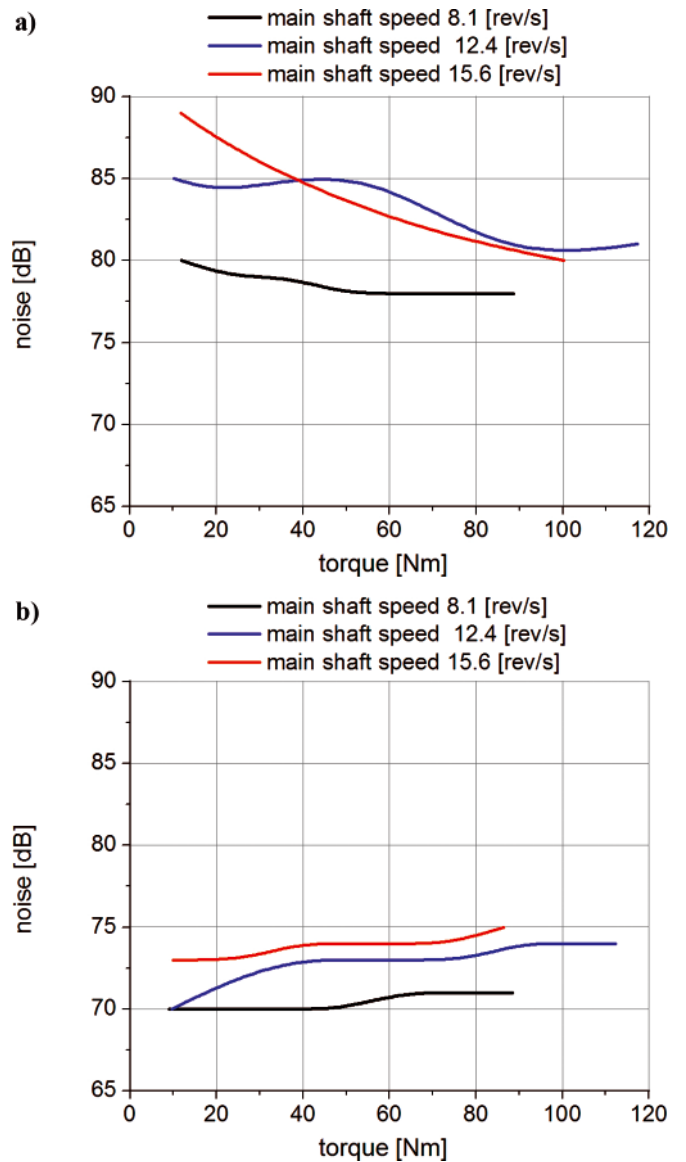 a)
main shaft speed 8.1 [rev/s]
main shaft speed 12.4 [rev/s]
main shaft speed 15.6 [rev/s]
90
85
80
75
70
65
noise [dB]
0 20 40 60 80 100 120
torque [Nm]
b)
main shaft speed 8.1 [rev/s]
main shaft speed 12.4 [rev/s]
main shaft speed 15.6 [rev/s]
90
85
80
75
70
65
noise [dB]
0 20 40 60 80 100 120
torque [Nm]